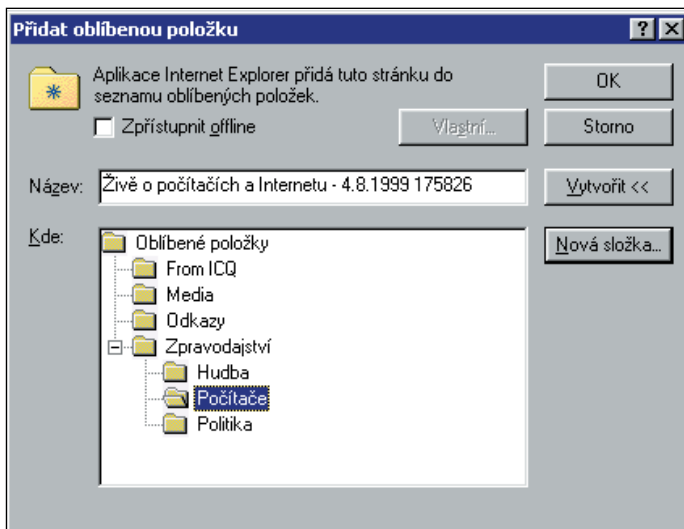 Přidat oblíbenou položku
Aplikace Internet Explorer přidá tuto stránku do
seznamu oblíbených položek.
OK
Zpřístupnit offline
Vlastní...
Storno
Název:
Živě o počítačích a Internetu - 4.8.1999 175826
Vytvořit <<
Kde:
Nová složka...
Oblíbené položky
From ICQ
Media
Odkazy
Zpravodajství
Hudba
Počítače
Politika